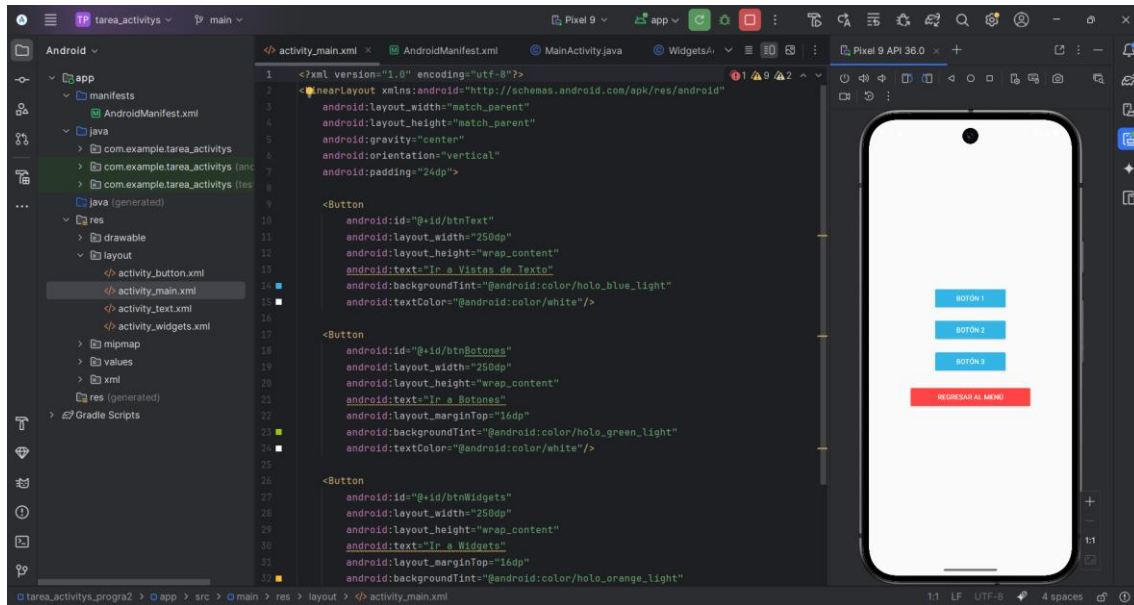 TP tarea_activitys main Pixel 9 app
Android
activity_main.xml AndroidManifest.xml MainActivity.java
Pixel 9 API 36.0
app
manifests
AndroidManifest.xml
java
com.example.tarea_activitys
com.example.tarea_activitys
com.example.tarea_activitys
java (generated)
res
drawable
layout
activity_button.xml
activity_main.xml
activity_text.xml
activity_widgets.xml
mipmap
values
xml
res (generated)
Gradle Scripts
1 9 2
1 <?xml version="1.0" encoding="utf-8"?>
2 <LinearLayout xmlns:android="http://schemas.android.com/apk/res/android"
3 android:layout_width="match_parent"
4 android:layout_height="match_parent"
5 android:gravity="center"
6 android:orientation="vertical"
7 android:padding="24dp">
8
9 <Button
10 android:id="@+id/btnText"
11 android:layout_width="250dp"
12 android:layout_height="wrap_content"
13 android:text="Ir a Vistas de Texto"
14 android:backgroundTint="@android:color/holo_blue_light"
15 android:textColor="@android:color/white"/>
16
17 <Button
18 android:id="@+id/btnBotones"
19 android:layout_width="250dp"
20 android:layout_height="wrap_content"
21 android:text="Ir a Botones"
22 android:layout_marginTop="16dp"
23 android:backgroundTint="@android:color/holo_green_light"
24 android:textColor="@android:color/white"/>
25
26 <Button
27 android:id="@+id/btnWidgets"
28 android:layout_width="250dp"
29 android:layout_height="wrap_content"
30 android:text="Ir a Widgets"
31 android:layout_marginTop="16dp"
32 android:backgroundTint="@android:color/holo_orange_light"
BOTÓN 1
BOTÓN 2
BOTÓN 3
REGRESAR AL MENÚ
1:1
tarea_activitys_progra2 > app > src > main > res > layout > activity_main.xml
1:1 LF UTF-8 4 spaces